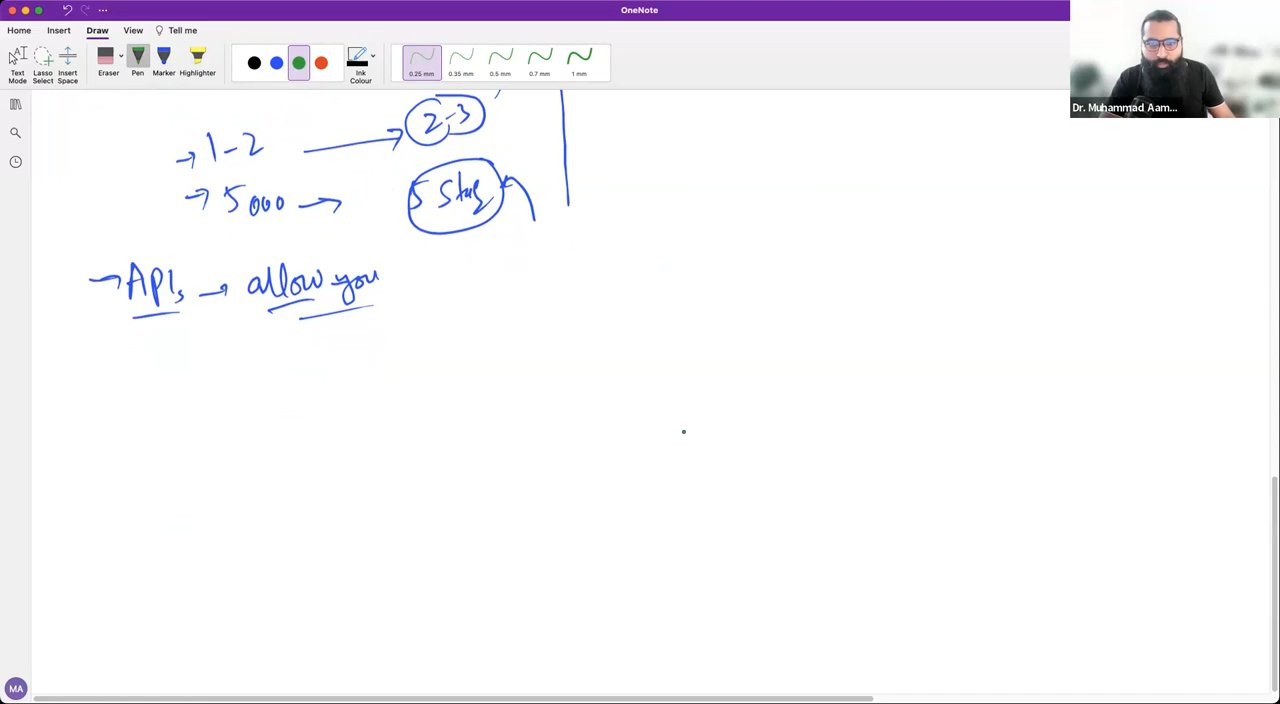 OneNote
Home Insert Draw View Tell me
Text Mode
Lasso Select
Insert Space
Eraser
Pen
Marker
Highlighter
Ink Colour
0.25 mm
0.35 mm
0.5 mm
0.7 mm
1 mm
Dr. Muhammad Aam...
→ 1-2 → 2-3
→ 5000 → 5
→ APIs → allow you
MA